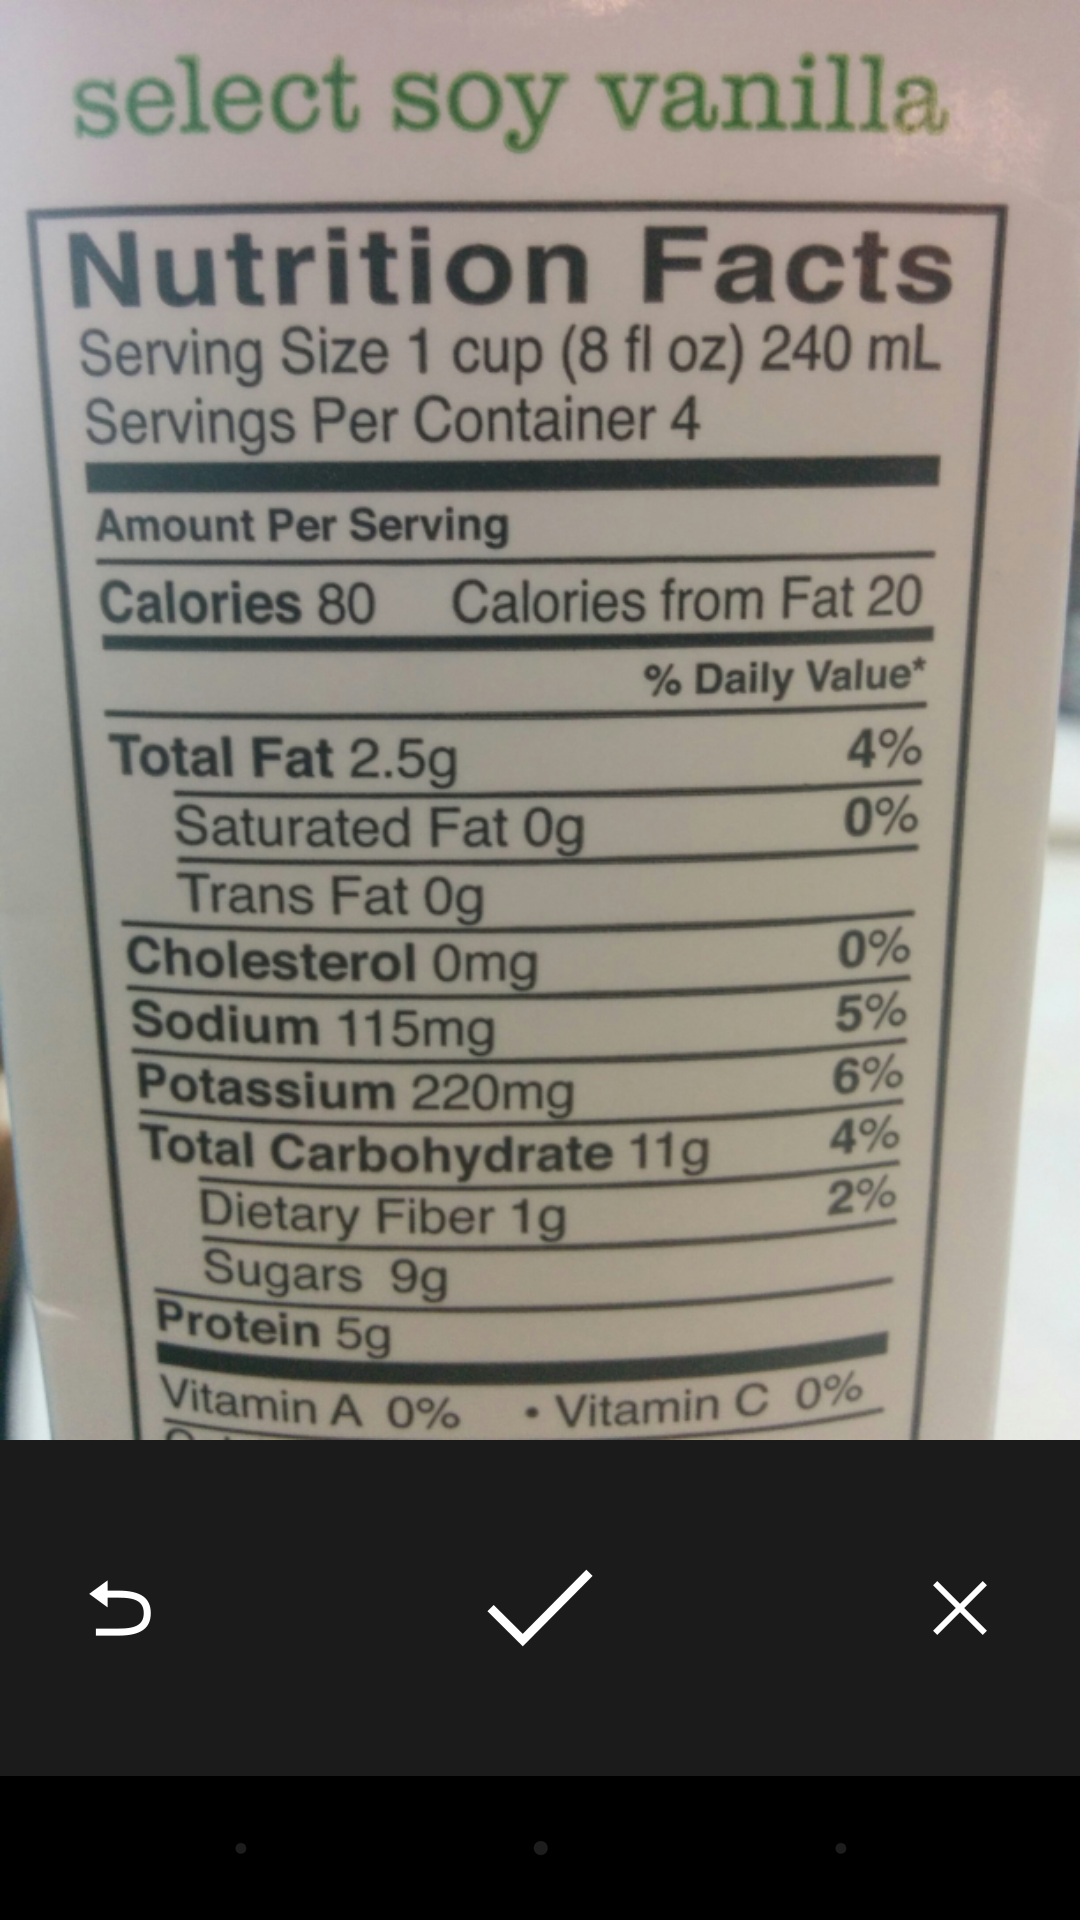 select soy vanilla
Nutrition Facts
Serving Size 1 cup (8 fl oz) 240 mL
Servings Per Container 4
Amount Per Serving
Calories 80 Calories from Fat 20
% Daily Value*
Total Fat 2.5g 4%
Saturated Fat 0g 0%
Trans Fat 0g
Cholesterol 0mg 0%
Sodium 115mg 5%
Potassium 220mg 6%
Total Carbohydrate 11g 4%
Dietary Fiber 1g 2%
Sugars 9g
Protein 5g
Vitamin A 0% • Vitamin C 0%